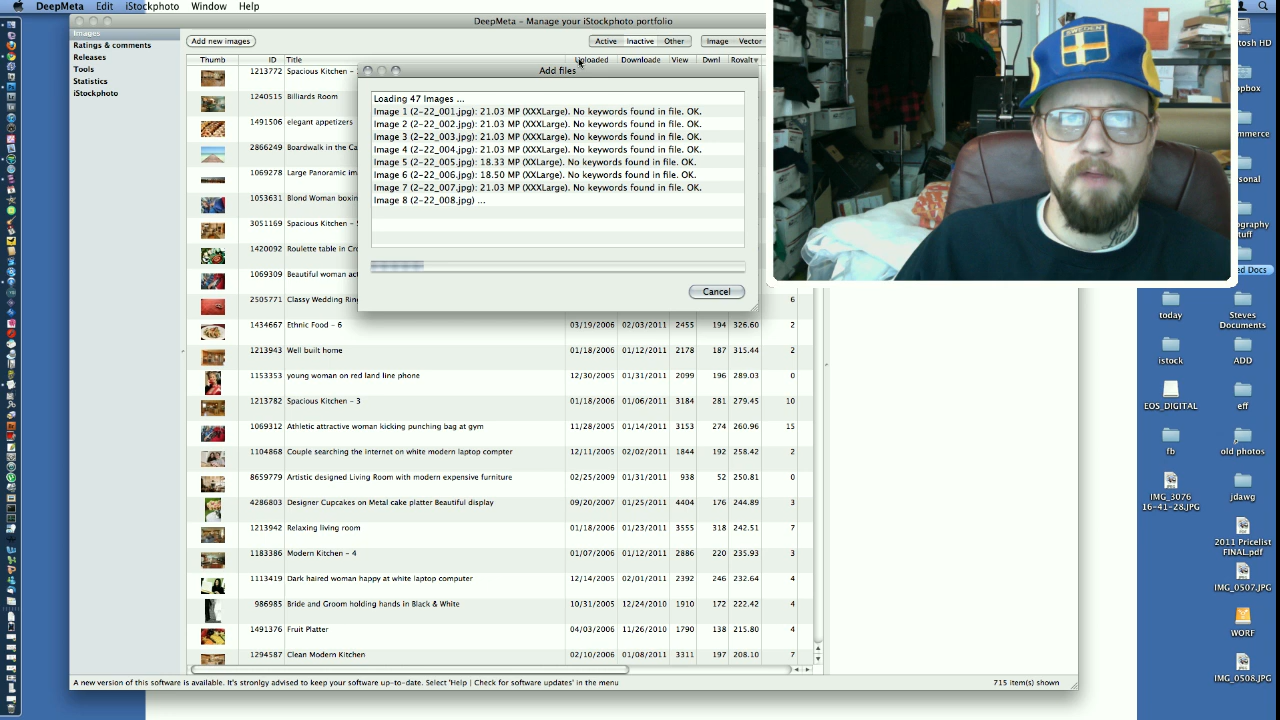 DeepMeta Edit iStockphoto Window Help
DeepMeta - Manage your iStockphoto portfolio
Images
Ratings & comments
Releases
Tools
Statistics
iStockphoto
Add new images
Active Inactive Other
Image Vector
Thumb ID Title Uploaded Downloade View Dwnl Royalt
1213772 Spacious Kitchen -
1240515 Billiards Room
1491506 elegant appetizers
2866249 Boardwalk in the Ca
1069278 Large Panoramic im
1053631 Blond Woman boxin
3051169 Spacious Kitchen -
1420092 Roulette table in Cr
1069309 Beautiful woman act
2505771 Classy Wedding Rin 6
1434667 Ethnic Food - 6 03/19/2006 02/03/2011 2455 194 326.60 2
1213943 Well built home 01/18/2006 01/12/2011 2178 187 315.44 2
1153353 young woman on red land line phone 12/30/2005 01/31/2011 2099 196 289.03 0
1213782 Spacious Kitchen - 3 01/18/2006 01/06/2011 3184 281 279.45 10
1069312 Athletic attractive woman kicking punching bag at gym 11/28/2005 01/14/2011 3153 274 260.96 15
1104868 Couple searching the internet on white modern laptop compter 12/11/2005 02/02/2011 1844 192 258.42 2
8659779 Artistic designed Living Room with modern expensive furniture 02/25/2009 01/31/2011 938 52 250.81 0
4286803 Designer Cupcakes on Metal cake platter Beautiful display 09/20/2007 01/25/2011 4404 176 244.89 3
1213942 Relaxing living room 01/18/2006 01/23/2011 3555 318 242.51 7
1183386 Modern Kitchen - 4 01/07/2006 01/12/2011 2886 220 235.93 3
1113419 Dark haired woman happy at white laptop computer 12/14/2005 02/01/2011 2392 246 232.64 4
986985 Bride and Groom holding hands in Black & White 10/31/2005 12/24/2010 1910 172 222.42 4
1491376 Fruit Platter 04/03/2006 11/26/2010 1790 138 215.80 4
1294587 Clean Modern Kitchen 02/10/2006 01/08/2011 3311 197 208.10 7
A new version of this software is available. It's stronlgy advised to keep your software up-to-date. Select 'Help | Check for software updates' in the menu
715 item(s) shown
Add files
Loading 47 Images ...
Image 1 (2-22_001.jpg): 21.03 MP (XXXLarge). No keywords found in file. OK.
Image 2 (2-22_002.jpg): 21.03 MP (XXXLarge). No keywords found in file. OK.
Image 3 (2-22_003.jpg): 21.03 MP (XXXLarge). No keywords found in file. OK.
Image 4 (2-22_004.jpg): 21.03 MP (XXXLarge). No keywords found in file. OK.
Image 5 (2-22_005.jpg): 18.33 MP (XXLarge). No keywords found in file. OK.
Image 6 (2-22_006.jpg): 18.50 MP (XXLarge). No keywords found in file. OK.
Image 7 (2-22_007.jpg): 21.03 MP (XXXLarge). No keywords found in file. OK.
Image 8 (2-22_008.jpg) ...
Cancel
SWEDEN
tosh HD
pbox
mmerce
sonal
ography
tuff
ed Docs
today
Steves Documents
istock
ADD
EOS_DIGITAL
eff
fb
old photos
IMG_3076
16-41-28.JPG
jdawg
2011 Pricelist
FINAL.pdf
IMG_0507.JPG
WORF
IMG_0508.JPG